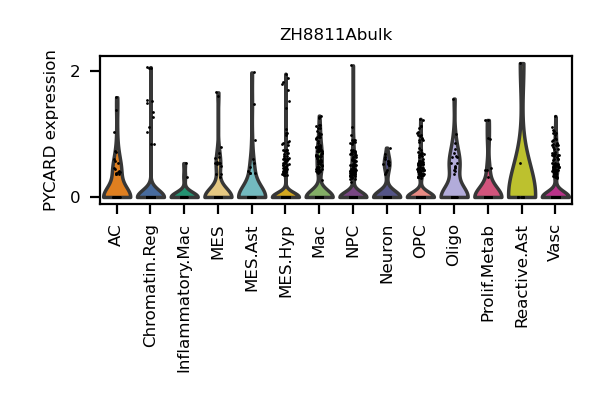 ZH8811Abulk
PYCARD expression
2
0
AC
Chromatin.Reg
Inflammatory.Mac
MES
MES.Ast
MES.Hyp
Mac
NPC
Neuron
OPC
Oligo
Prolif.Metab
Reactive.Ast
Vasc